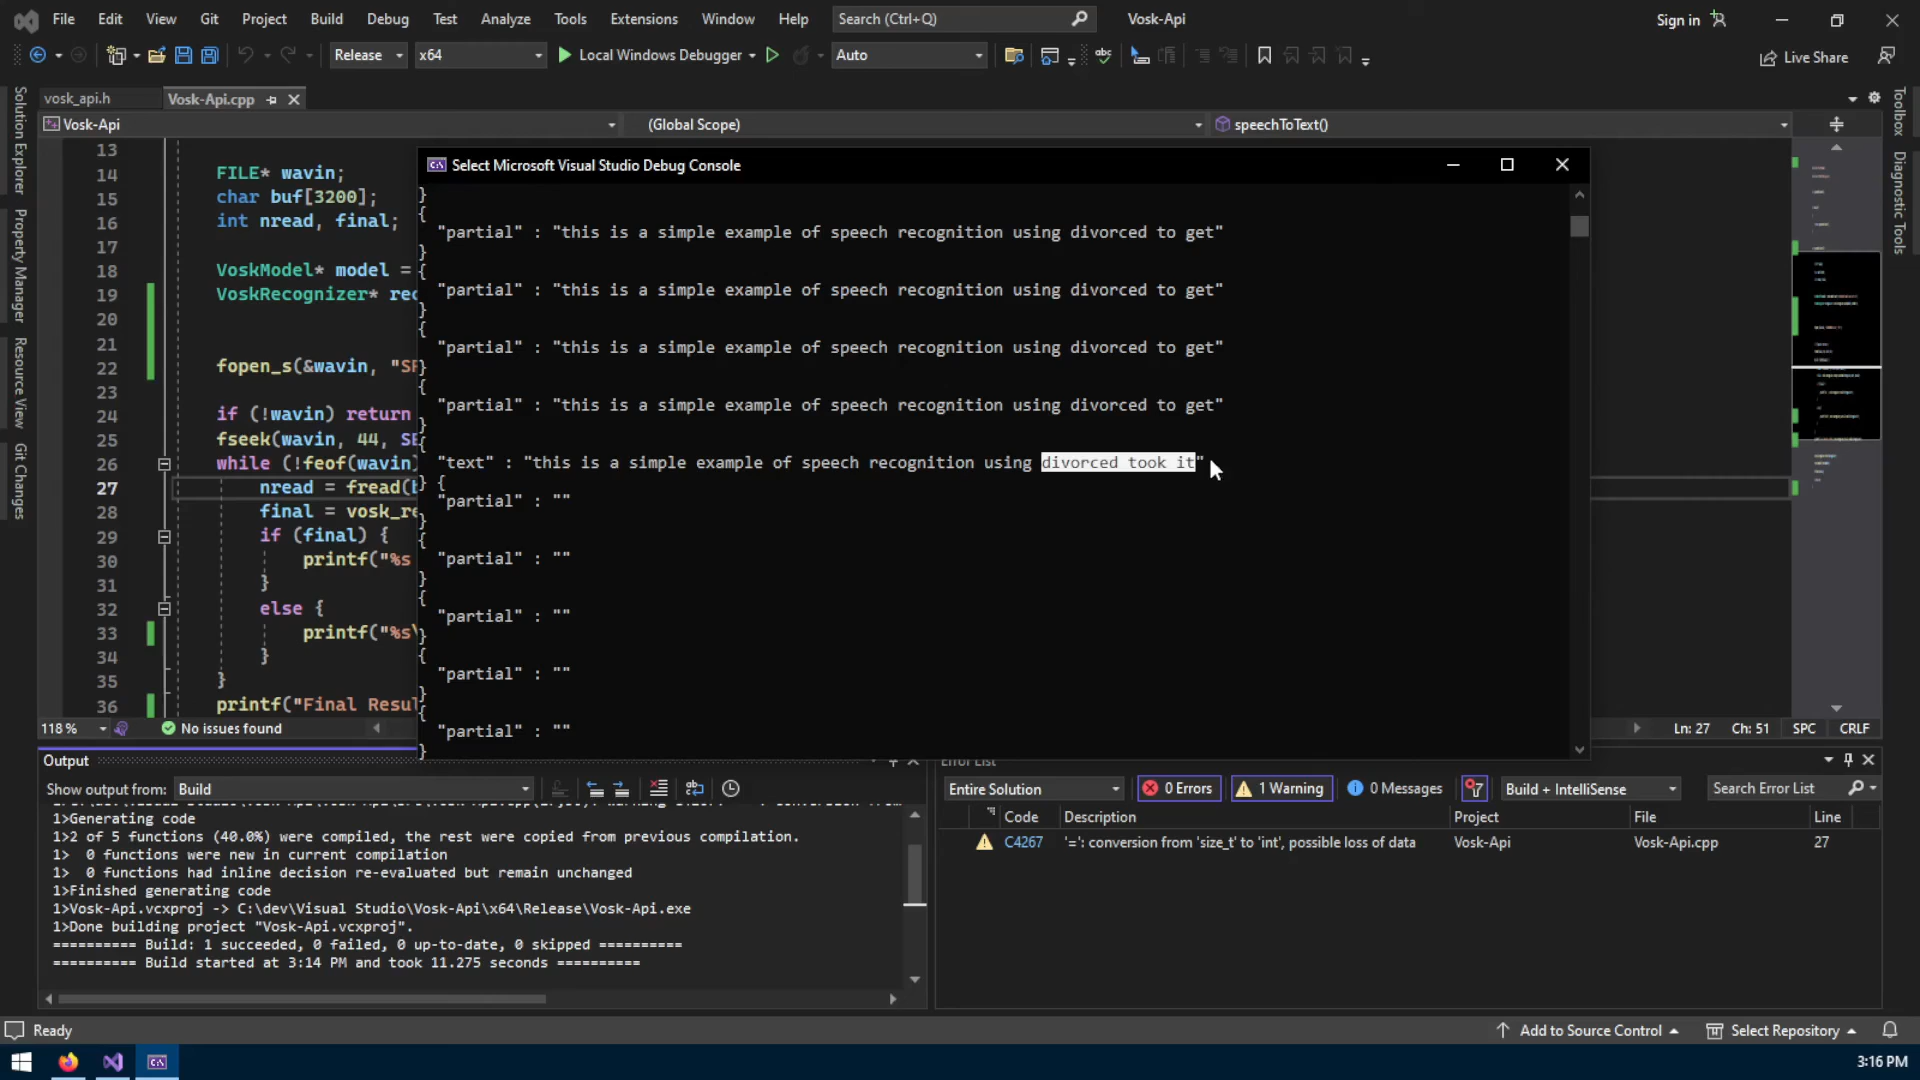 File Edit View Git Project Build Debug Test Analyze Tools Extensions Window Help Search (Ctrl+Q) Vosk-Api Sign in
Release x64 Local Windows Debugger Auto Live Share
vosk_api.h Vosk-Api.cpp
Vosk-Api (Global Scope) speechToText()
Solution Explorer
Property Manager
Resource View
Git Changes
Toolbox
Diagnostic Tools
13
14 FILE* wavin;
15 char buf[3200];
16 int nread, final;
17
18 VoskModel* model =
19 VoskRecognizer* rec
20
21
22 fopen_s(&wavin, "SF
23
24 if (!wavin) return
25 fseek(wavin, 44, SE
26 while (!feof(wavin)
27 nread = fread(b
28 final = vosk_re
29 if (final) {
30 printf("%s
31 }
32 else {
33 printf("%s\
34 }
35 }
36 printf("Final Resul
Select Microsoft Visual Studio Debug Console
}
{
"partial" : "this is a simple example of speech recognition using divorced to get"
}
{
"partial" : "this is a simple example of speech recognition using divorced to get"
}
{
"partial" : "this is a simple example of speech recognition using divorced to get"
}
{
"partial" : "this is a simple example of speech recognition using divorced to get"
}
{
"text" : "this is a simple example of speech recognition using divorced took it"
} {
"partial" : ""
}
{
"partial" : ""
}
{
"partial" : ""
}
{
"partial" : ""
}
{
"partial" : ""
}
118 % No issues found Ln: 27 Ch: 51 SPC CRLF
Output
Show output from: Build
1>Generating code
1>2 of 5 functions (40.0%) were compiled, the rest were copied from previous compilation.
1> 0 functions were new in current compilation
1> 0 functions had inline decision re-evaluated but remain unchanged
1>Finished generating code
1>Vosk-Api.vcxproj -> C:\dev\Visual Studio\Vosk-Api\x64\Release\Vosk-Api.exe
1>Done building project "Vosk-Api.vcxproj".
========== Build: 1 succeeded, 0 failed, 0 up-to-date, 0 skipped ==========
========== Build started at 3:14 PM and took 11.275 seconds ==========
Error List
Entire Solution 0 Errors 1 Warning 0 Messages Build + IntelliSense Search Error List
Code Description Project File Line
C4267 '=': conversion from 'size_t' to 'int', possible loss of data Vosk-Api Vosk-Api.cpp 27
Ready Add to Source Control Select Repository
3:16 PM